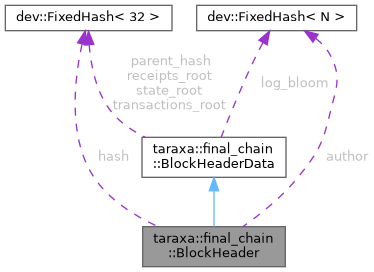 dev::FixedHash< 32 >
dev::FixedHash< N >
parent_hash
receipts_root
state_root
transactions_root
log_bloom
hash
taraxa::final_chain
::BlockHeaderData
author
taraxa::final_chain
::BlockHeader